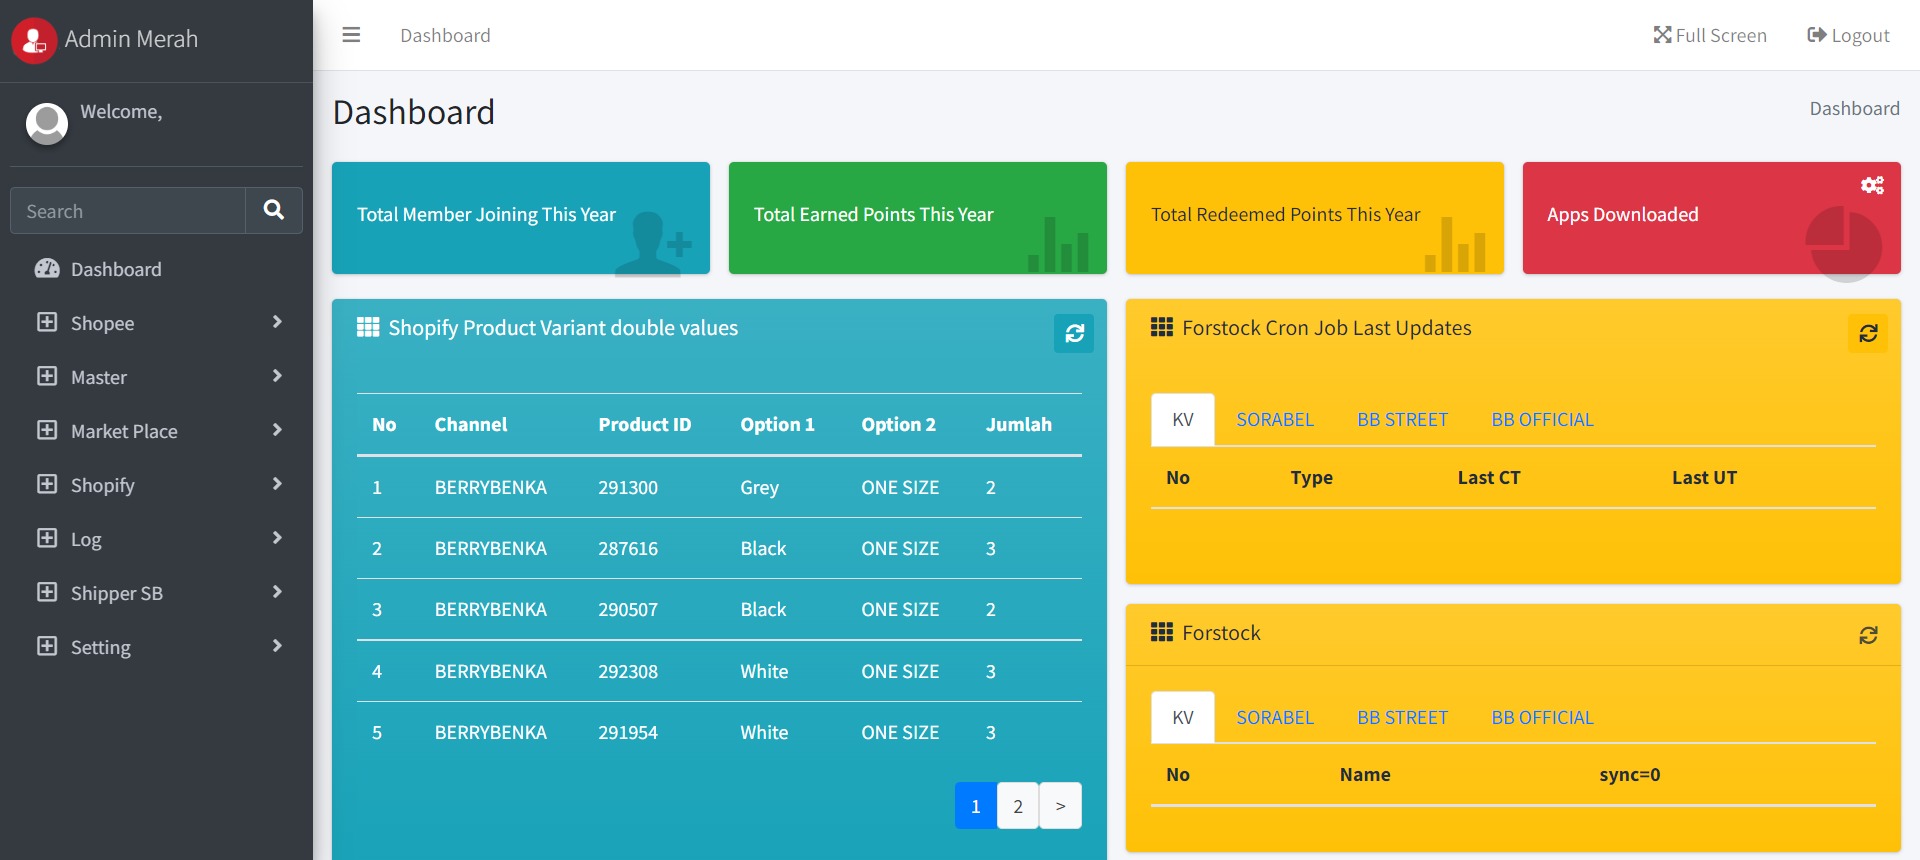 Admin Merah
Welcome,
Search
Dashboard
Shopee
Master
Market Place
Shopify
Log
Shipper SB
Setting
Dashboard
Full Screen
Logout
Dashboard
Dashboard
Total Member Joining This Year
Total Earned Points This Year
Total Redeemed Points This Year
Apps Downloaded
Shopify Product Variant double values
No Channel Product ID Option 1 Option 2 Jumlah
1 BERRYBENKA 291300 Grey ONE SIZE 2
2 BERRYBENKA 287616 Black ONE SIZE 3
3 BERRYBENKA 290507 Black ONE SIZE 2
4 BERRYBENKA 292308 White ONE SIZE 3
5 BERRYBENKA 291954 White ONE SIZE 3
1 2 >
Forstock Cron Job Last Updates
KV SORABEL BB STREET BB OFFICIAL
No Type Last CT Last UT
Forstock
KV SORABEL BB STREET BB OFFICIAL
No Name sync=0